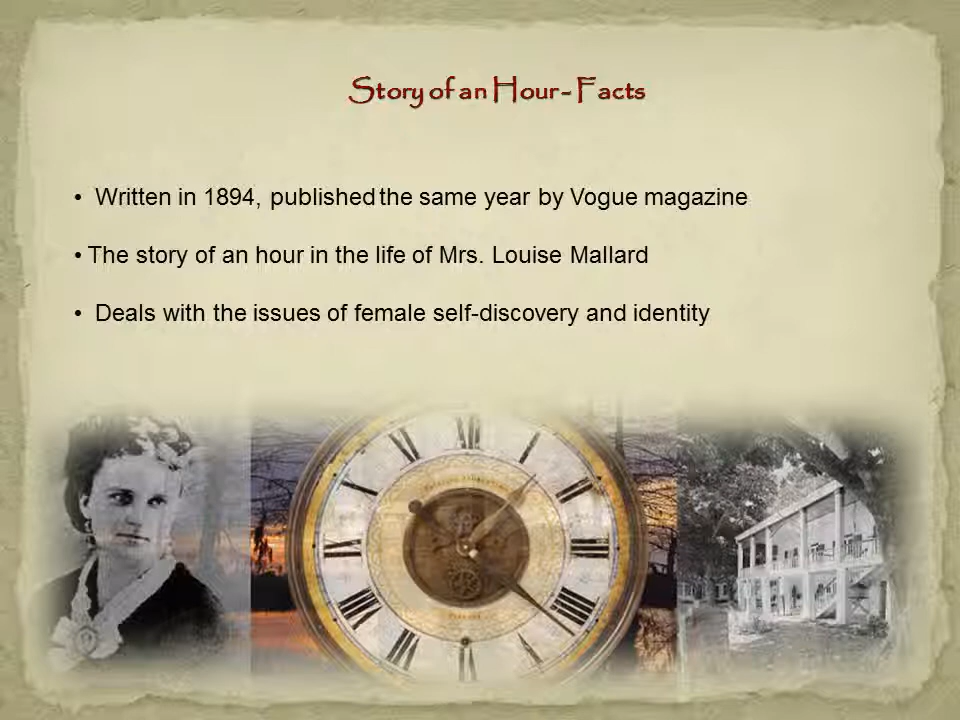 Story of an Hour - Facts
• Written in 1894, published the same year by Vogue magazine
• The story of an hour in the life of Mrs. Louise Mallard
• Deals with the issues of female self-discovery and identity